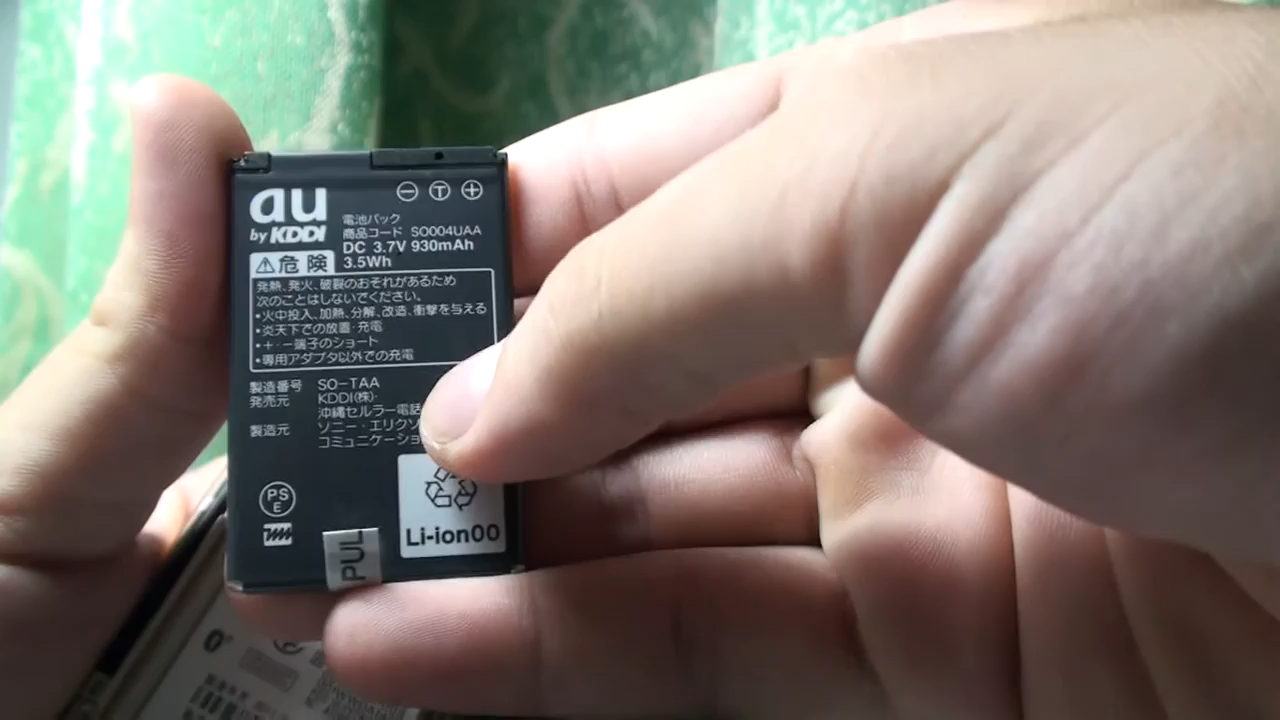 au
by KDDI
⊖ Ⓣ ⊕
電池パック
商品コード SO004UAA
DC 3.7V 930mAh
3.5Wh
⚠危険
発熱、発火、破裂のおそれがあるため
次のことはしないでください。
•火中投入、加熱、分解、改造、衝撃を与える
•炎天下での放置・充電
•+・−端子のショート
•専用アダプタ以外での充電
製造番号 SO-TAA
発売元 KDDI(株)・
沖縄セルラー電話
製造元 ソニー・エリクソ
コミュニケーショ
PSE
Li-ion00
PUL